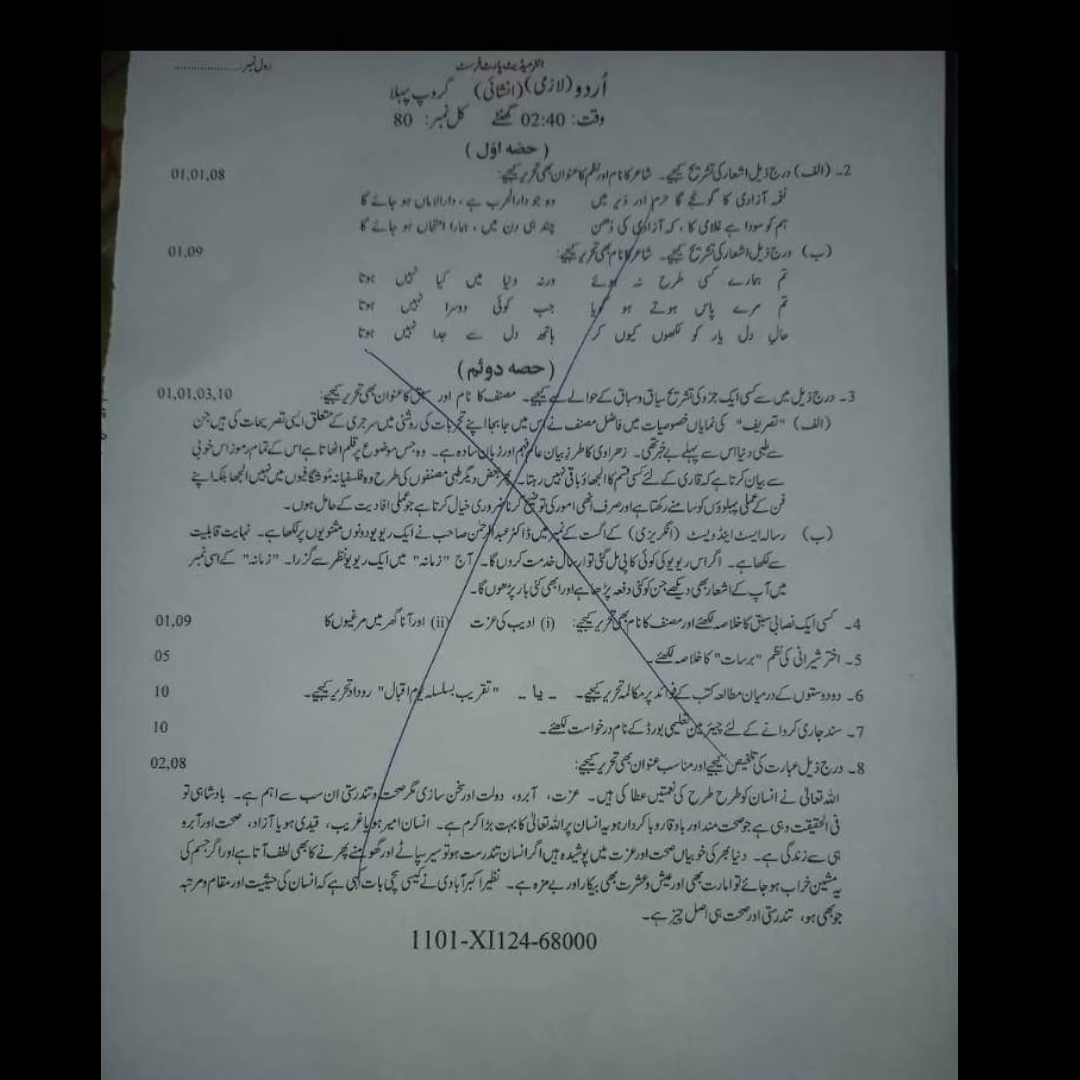 رول نمبر:..................
انٹرمیڈیٹ پارٹ فرسٹ
اُردو (لازمی) (انشائی) گروپ پہلا
وقت: 02:40 گھنٹے کل نمبر: 80
(حصہ اوّل)
2۔ (الف) درج ذیل اشعار کی تشریح کیجیے۔ شاعر کا نام اور نظم کا عنوان بھی تحریر کیجیے: 01,01,08
نغمہ آزادی کا گونجے گا حرم اور دَیر میں وہ جو دارالحرب ہے، دارالاماں ہو جائے گا
ہم کو سودا ہے غلامی کا، کہ آزادی کی دُھن چند ہی دن میں، ہمارا امتحاں ہو جائے گا
(ب) درج ذیل اشعار کی تشریح کیجیے۔ شاعر کا نام بھی تحریر کیجیے: 01,09
تم ہمارے کسی طرح نہ ہوئے ورنہ دنیا میں کیا نہیں ہوتا
تم مرے پاس ہوتے ہو گویا جب کوئی دوسرا نہیں ہوتا
حالِ دل یار کو لکھوں کیوں کر ہاتھ دل سے جدا نہیں ہوتا
(حصہ دوئم)
3۔ درج ذیل میں سے کسی ایک جزو کی تشریح سیاق و سباق کے حوالے سے کیجیے۔ مصنف کا نام اور سبق کا عنوان بھی تحریر کیجیے: 01,01,03,10
(الف) "تصریف" کی نمایاں خصوصیات میں فاضل مصنف نے اس میں جابجا اپنے تجربات کی روشنی میں سرجری کے متعلق ایسی تصریحات کی ہیں جن
سے طبی دنیا اس سے پہلے بے خبر تھی۔ زھراوی کا طرزِ بیان عام فہم اور زبان سادہ ہے۔ وہ جس موضوع پر قلم اٹھاتا ہے اس کے تمام رموز اس خوبی
سے بیان کرتا ہے کہ قاری کے لئے کسی قسم کا الجھاؤ باقی نہیں رہتا۔ پھر بعض دیگر طبی مصنفوں کی طرح وہ فلسفیانہ مُوشگافیوں میں نہیں الجھا بلکہ اپنے
فن کے عملی پہلوؤں کو سامنے رکھتا ہے اور صرف انھی امور کی توضیح کرنا ضروری خیال کرتا ہے جو عملی افادیت کے حامل ہوں۔
(ب) رسالہ ایسٹ اینڈ ویسٹ (انگریزی) کے اگست کے نمبر میں ڈاکٹر عبدالرحمٰن صاحب نے ایک ریویو دونوں مثنویوں پر لکھا ہے۔ نہایت قابلیت
سے لکھا ہے۔ اگر اس ریویو کی کوئی کاپی مل گئی تو ارسال خدمت کروں گا۔ آج "زمانہ" میں ایک ریویو نظر سے گزرا۔ "زمانہ" کے اسی نمبر
میں آپ کے اشعار بھی دیکھے جن کو کئی دفعہ پڑھا ہے اور ابھی کئی بار پڑھوں گا۔
4۔ کسی ایک نصابی سبق کا خلاصہ لکھئے اور مصنف کا نام بھی تحریر کیجیے: (i) ادیب کی عزت (ii) اور آنا گھر میں مرغیوں کا 01,09
5۔ اختر شیرانی کی نظم "برسات" کا خلاصہ لکھئے۔ 05
6۔ دو دوستوں کے درمیان مطالعہ کتب کے فوائد پر مکالمہ تحریر کیجیے۔ ۔ یا ۔ "تقریب بسلسلہ یومِ اقبال" روداد تحریر کیجیے۔ 10
7۔ سند جاری کروانے کے لئے چیئرمین تعلیمی بورڈ کے نام درخواست لکھئے۔ 10
8۔ درج ذیل عبارت کی تلخیص کیجیے اور مناسب عنوان بھی تحریر کیجیے: 02,08
اللہ تعالیٰ نے انسان کو طرح طرح کی نعمتیں عطا کی ہیں۔ عزت، آبرو، دولت اور سخن سازی مگر صحت و تندرستی ان سب سے اہم ہے۔ بادشاہی تو
فی الحقیقت وہی ہے جو صحت مند اور باوقار و باکردار ہو یہ انسان پر اللہ تعالیٰ کا بہت بڑا کرم ہے۔ انسان امیر ہو یا غریب، قیدی ہو یا آزاد، صحت اور آبرو
ہی سے زندگی ہے۔ دنیا بھر کی خوبیاں صحت اور عزت میں پوشیدہ ہیں اگر انسان تندرست ہو تو سیر سپاٹے اور گھومنے پھرنے کا بھی لطف آتا ہے اور اگر جسم کی
یہ مشین خراب ہو جائے تو امارت بھی اور عیش و عشرت بھی بیکار اور بے مزہ ہے۔ نظیر اکبر آبادی نے کیسی سچی بات کہی ہے کہ انسان کی حیثیت اور مقام و مرتبہ
جو بھی ہو، تندرستی اور صحت ہی اصل چیز ہے۔
1101-XI124-68000